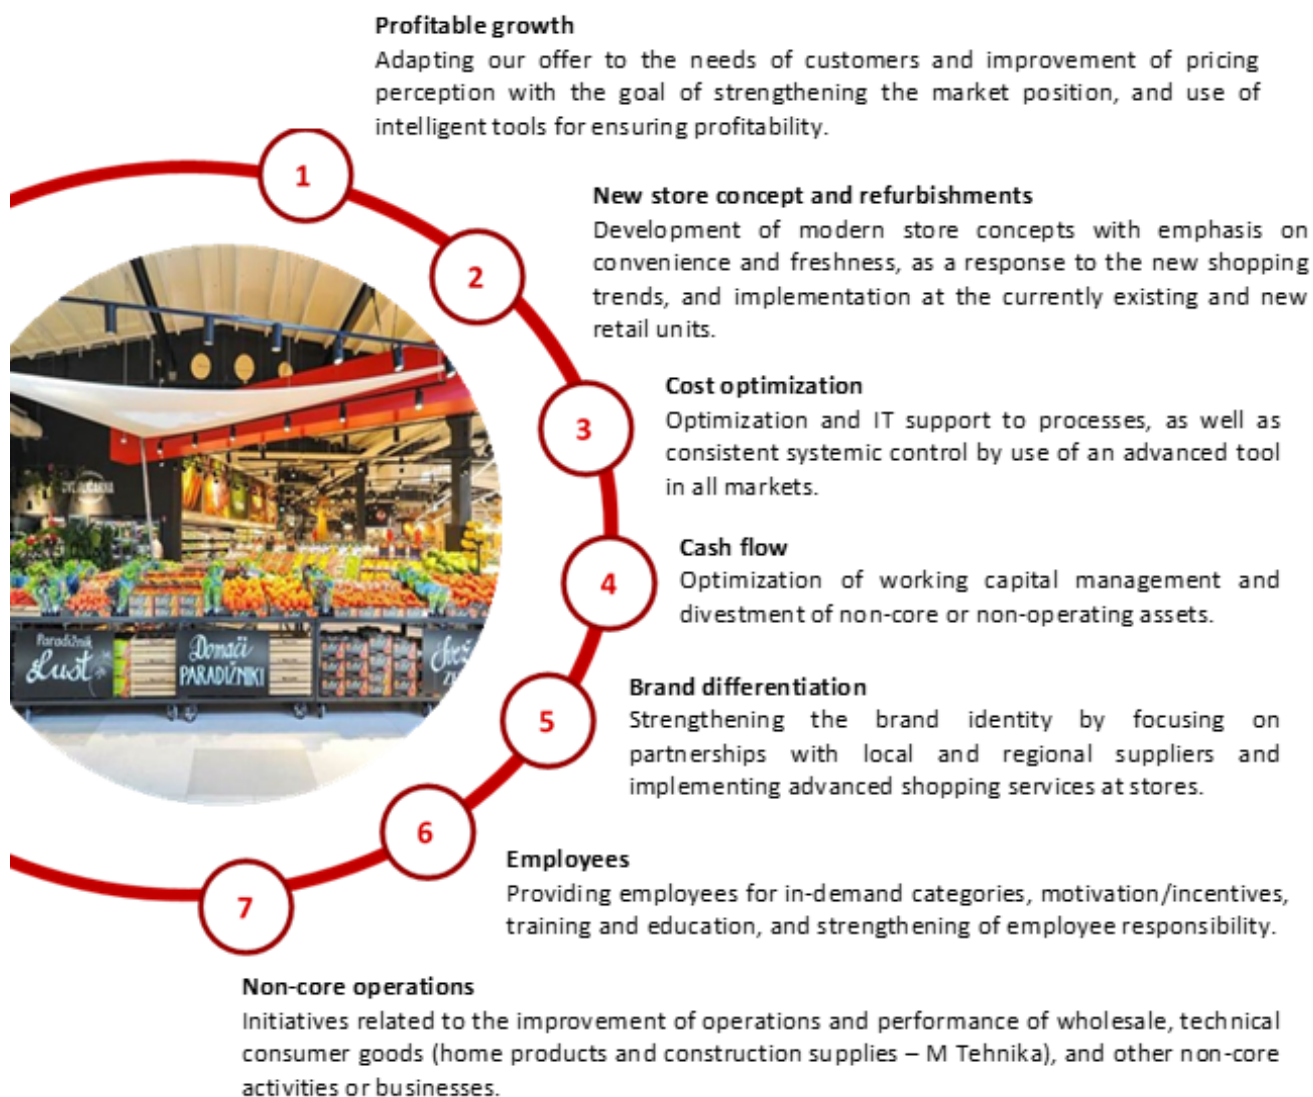 Profitable growth
Adapting our offer to the needs of customers and improvement of pricing
perception with the goal of strengthening the market position, and use of
intelligent tools for ensuring profitability.
1
New store concept and refurbishments
Development of modern store concepts with emphasis on
convenience and freshness, as a response to the new shopping
trends, and implementation at the currently existing and new
retail units.
2
Cost optimization
Optimization and IT support to processes, as well as
consistent systemic control by use of an advanced tool
in all markets.
3
Cash flow
Optimization of working capital management and
divestment of non-core or non-operating assets.
4
Brand differentiation
Strengthening the brand identity by focusing on
partnerships with local and regional suppliers and
implementing advanced shopping services at stores.
5
Employees
Providing employees for in-demand categories, motivation/incentives,
training and education, and strengthening of employee responsibility.
6
7
Non-core operations
Initiatives related to the improvement of operations and performance of wholesale, technical
consumer goods (home products and construction supplies – M Tehnika), and other non-core
activities or businesses.
Paradižnik
Lušt
Domači
PARADIŽNIKI